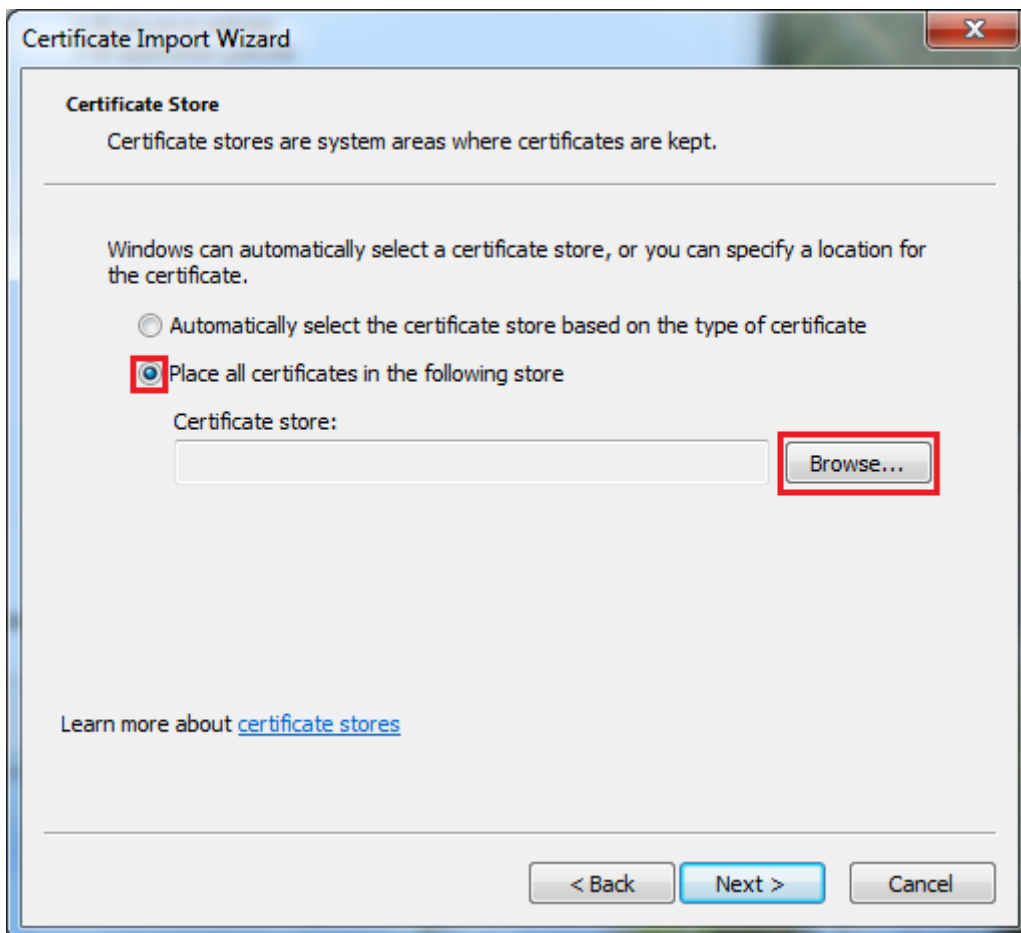 Certificate Import Wizard
Certificate Store
Certificate stores are system areas where certificates are kept.
Windows can automatically select a certificate store, or you can specify a location for
the certificate.
Automatically select the certificate store based on the type of certificate
Place all certificates in the following store
Certificate store:
Browse...
Learn more about certificate stores
< Back
Next >
Cancel